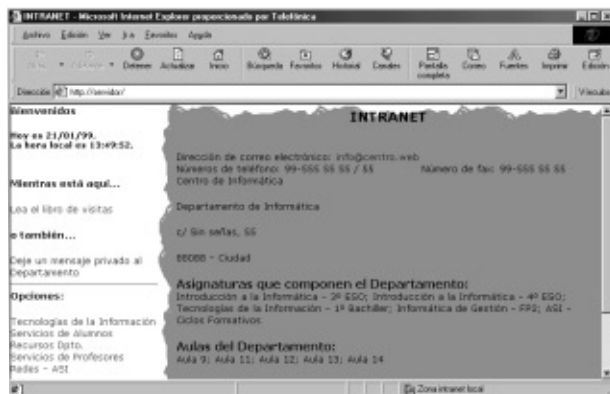 INTRANET - Microsoft Internet Explorer proporcionado por Telefónica
Archivo Edición Ver Ir a Favoritos Ayuda
Detener Actualizar Inicio Búsqueda Favoritos Historial Canales Pantalla completa Correo Fuentes Imprimir Edición
Dirección http://servidor/ Vínculos
Bienvenidos
Hoy es 21/01/99.
La hora local es 13:49:52.
Mientras está aquí...
Lea el libro de visitas
o también...
Deje un mensaje privado al
Departamento
Opciones:
Tecnologías de la Información
Servicios de Alumnos
Recursos Dpto.
Servicios de Profesores
Redes - ASI
INTRANET
Dirección de correo electrónico: info@centro.web
Números de teléfono: 99-555 55 55 / 55 Número de fax: 99-555 55 55
Centro de Informática
Departamento de Informática
c/ Sin señas, 55
88088 - Ciudad
Asignaturas que componen el Departamento:
Introducción a la Informática - 3º ESO; Introducción a la Informática - 4º ESO;
Tecnologías de la Información - 1º Bachiller; Informática de Gestión - FP2; ASI -
Ciclos Formativos
Aulas del Departamento:
Aula 9; Aula 11; Aula 12; Aula 13; Aula 14
Zona intranet local